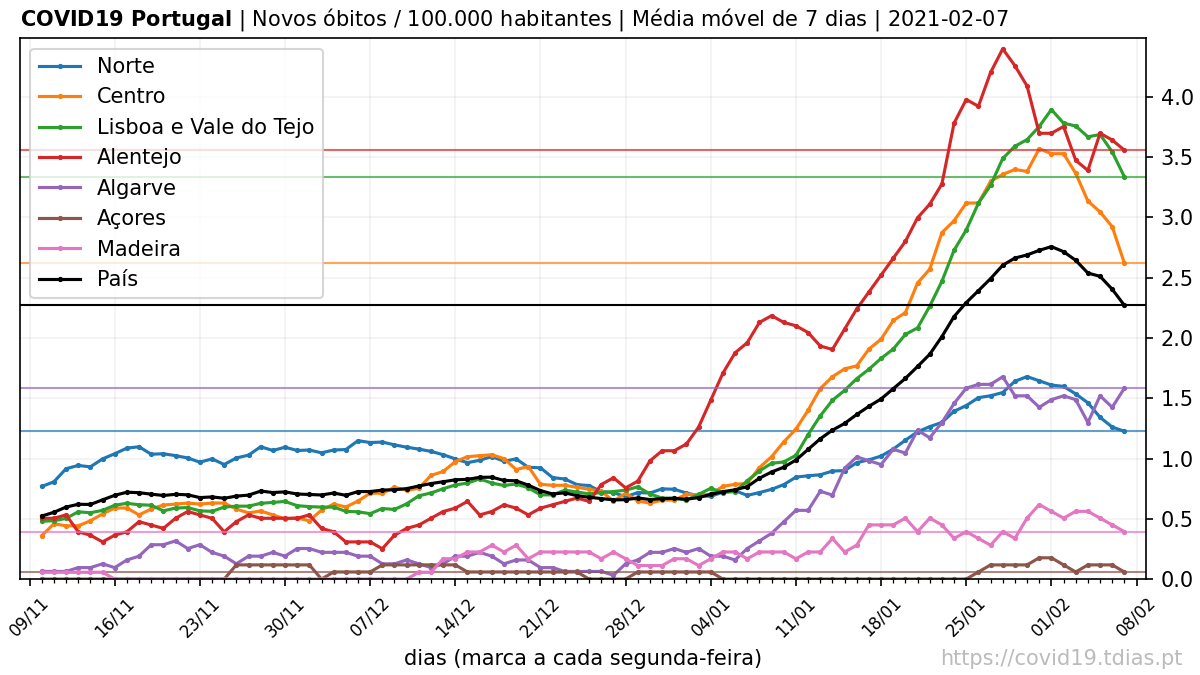 COVID19 Portugal | Novos óbitos / 100.000 habitantes | Média móvel de 7 dias | 2021-02-07
Norte
Centro
Lisboa e Vale do Tejo
Alentejo
Algarve
Açores
Madeira
País
4.0
3.5
3.0
2.5
2.0
1.5
1.0
0.5
0.0
09/11 16/11 23/11 30/11 07/12 14/12 21/12 28/12 04/01 11/01 18/01 25/01 01/02 08/02
dias (marca a cada segunda-feira)
https://covid19.tdias.pt